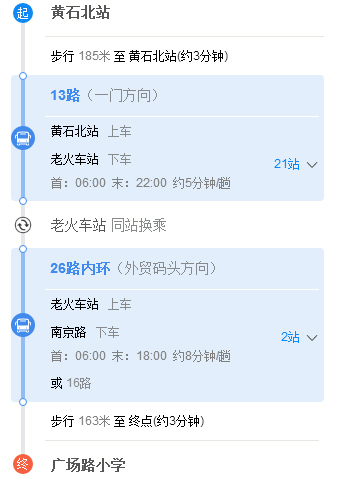 起 黄石北站
步行 185米 至 黄石北站(约3分钟)
13路（一门方向）
黄石北站 上车
老火车站 下车
21站
首：06:00 末：22:00 约5分钟/趟
老火车站 同站换乘
26路内环（外贸码头方向）
老火车站 上车
南京路 下车
2站
首：06:00 末：18:00 约8分钟/趟
或 16路
步行 163米 至 终点(约3分钟)
终 广场路小学